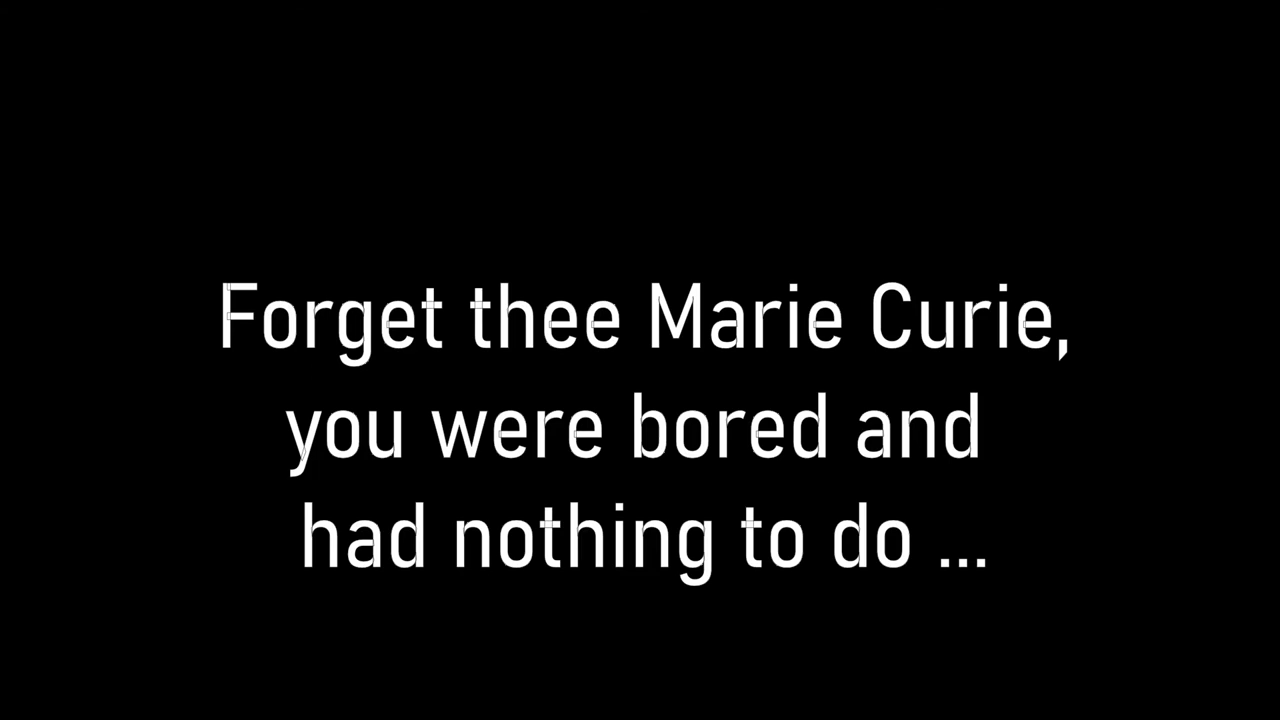 Forget thee Marie Curie,
you were bored and
had nothing to do ...